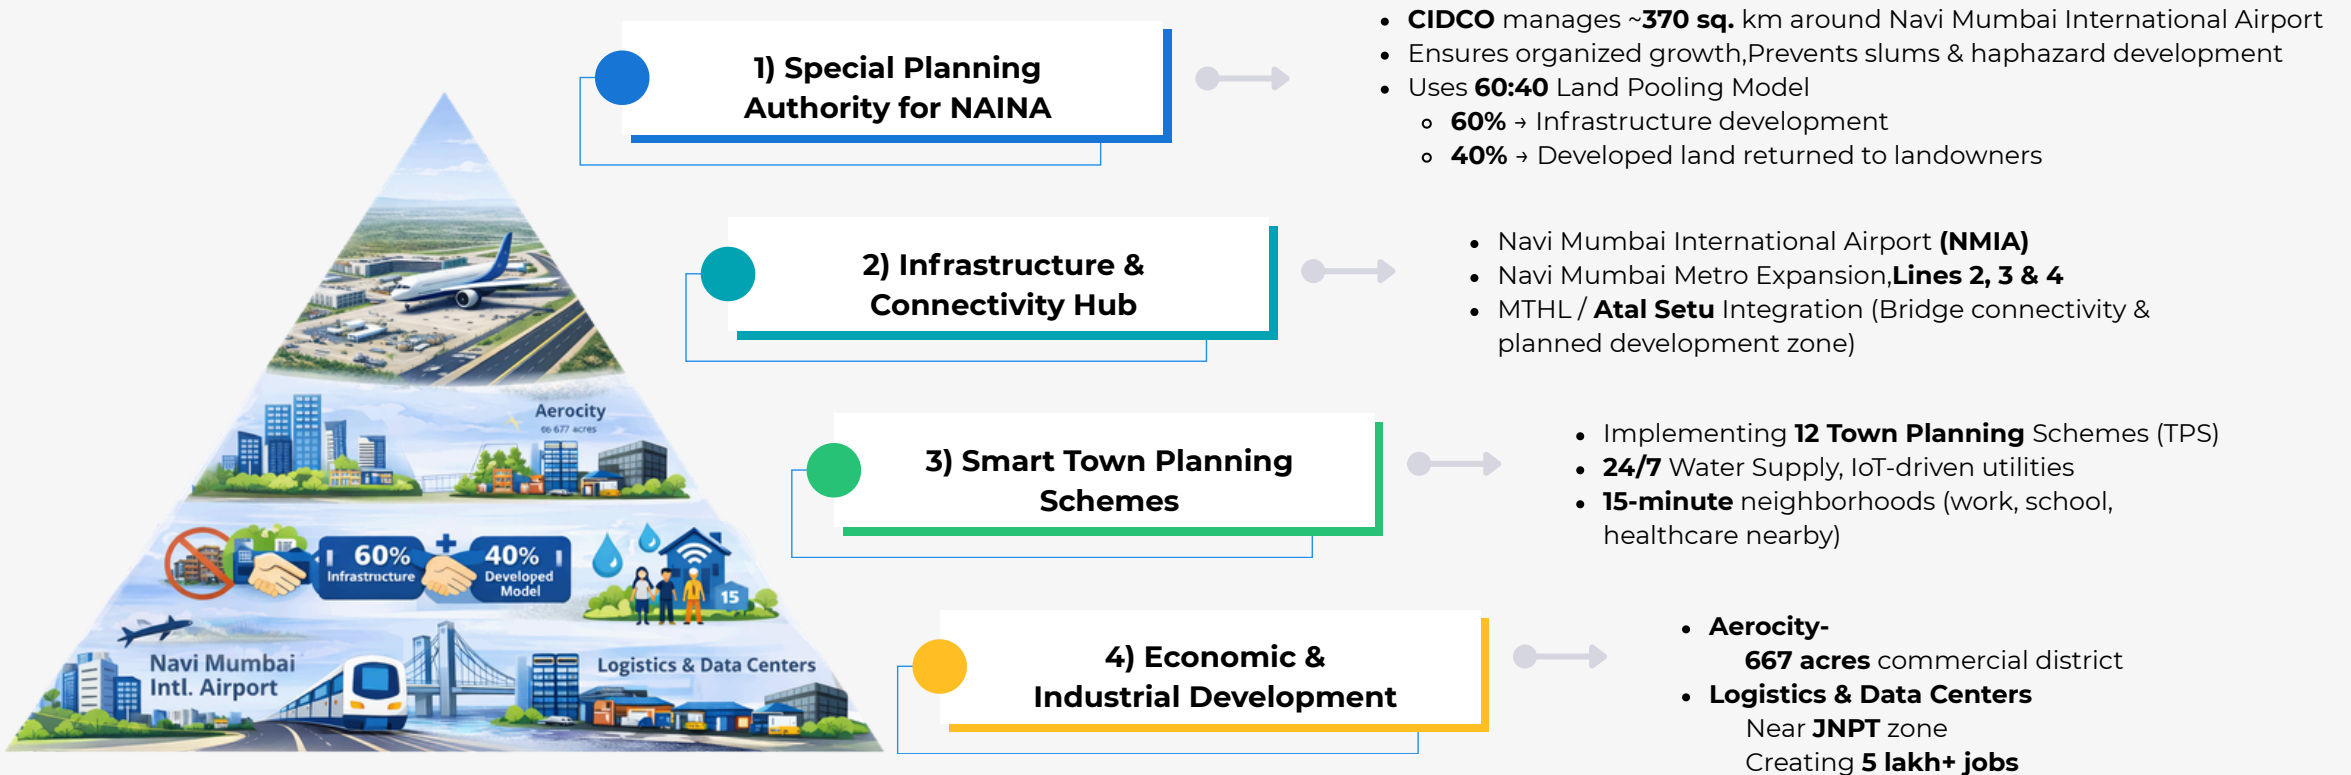 1) Special Planning
Authority for NAINA
• CIDCO manages ~370 sq. km around Navi Mumbai International Airport
• Ensures organized growth,Prevents slums & haphazard development
• Uses 60:40 Land Pooling Model
◦ 60% → Infrastructure development
◦ 40% → Developed land returned to landowners
2) Infrastructure &
Connectivity Hub
• Navi Mumbai International Airport (NMIA)
• Navi Mumbai Metro Expansion,Lines 2, 3 & 4
• MTHL / Atal Setu Integration (Bridge connectivity &
planned development zone)
3) Smart Town Planning
Schemes
• Implementing 12 Town Planning Schemes (TPS)
• 24/7 Water Supply, IoT-driven utilities
• 15-minute neighborhoods (work, school,
healthcare nearby)
4) Economic &
Industrial Development
• Aerocity-
667 acres commercial district
• Logistics & Data Centers
Near JNPT zone
Creating 5 lakh+ jobs
Aerocity
66 677 acres
60%
Infrastructure
+
40%
Developed
Model
15
Navi Mumbai
Intl. Airport
Logistics & Data Centers